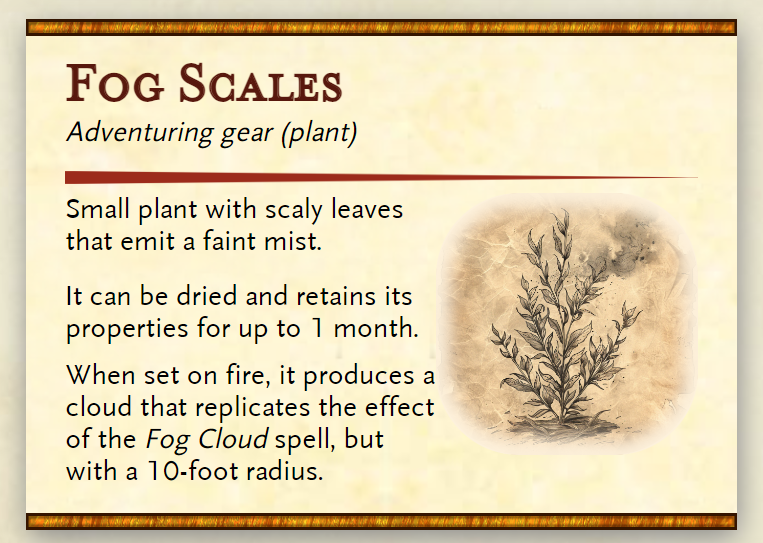 Fog Scales
Adventuring gear (plant)
Small plant with scaly leaves
that emit a faint mist.
It can be dried and retains its
properties for up to 1 month.
When set on fire, it produces a
cloud that replicates the effect
of the Fog Cloud spell, but
with a 10-foot radius.